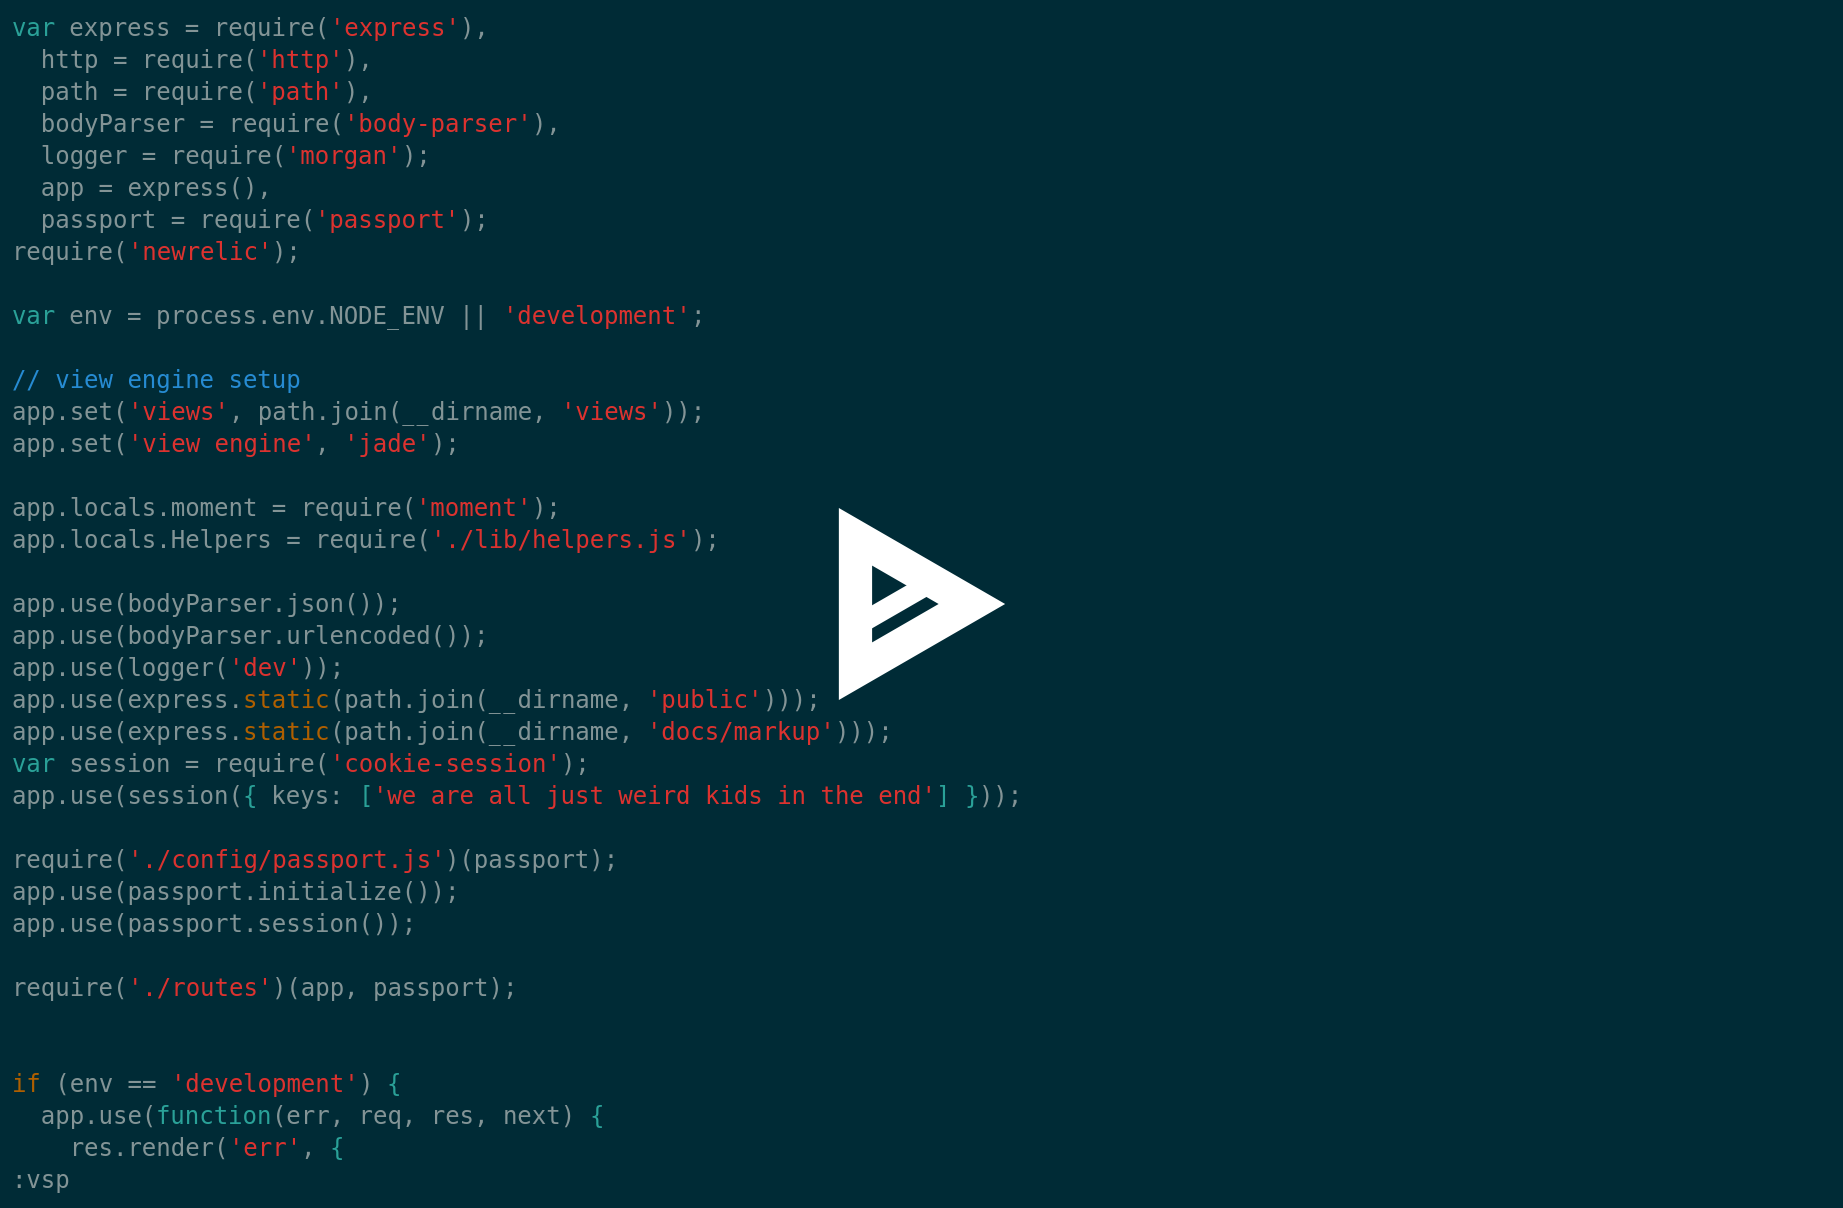 var express = require('express'),
  http = require('http'),
  path = require('path'),
  bodyParser = require('body-parser'),
  logger = require('morgan');
  app = express(),
  passport = require('passport');
require('newrelic');

var env = process.env.NODE_ENV || 'development';

// view engine setup
app.set('views', path.join(__dirname, 'views'));
app.set('view engine', 'jade');

app.locals.moment = require('moment');
app.locals.Helpers = require('./lib/helpers.js');

app.use(bodyParser.json());
app.use(bodyParser.urlencoded());
app.use(logger('dev'));
app.use(express.static(path.join(__dirname, 'public')));
app.use(express.static(path.join(__dirname, 'docs/markup')));
var session = require('cookie-session');
app.use(session({ keys: ['we are all just weird kids in the end'] }));

require('./config/passport.js')(passport);
app.use(passport.initialize());
app.use(passport.session());

require('./routes')(app, passport);


if (env == 'development') {
  app.use(function(err, req, res, next) {
    res.render('err', {
:vsp